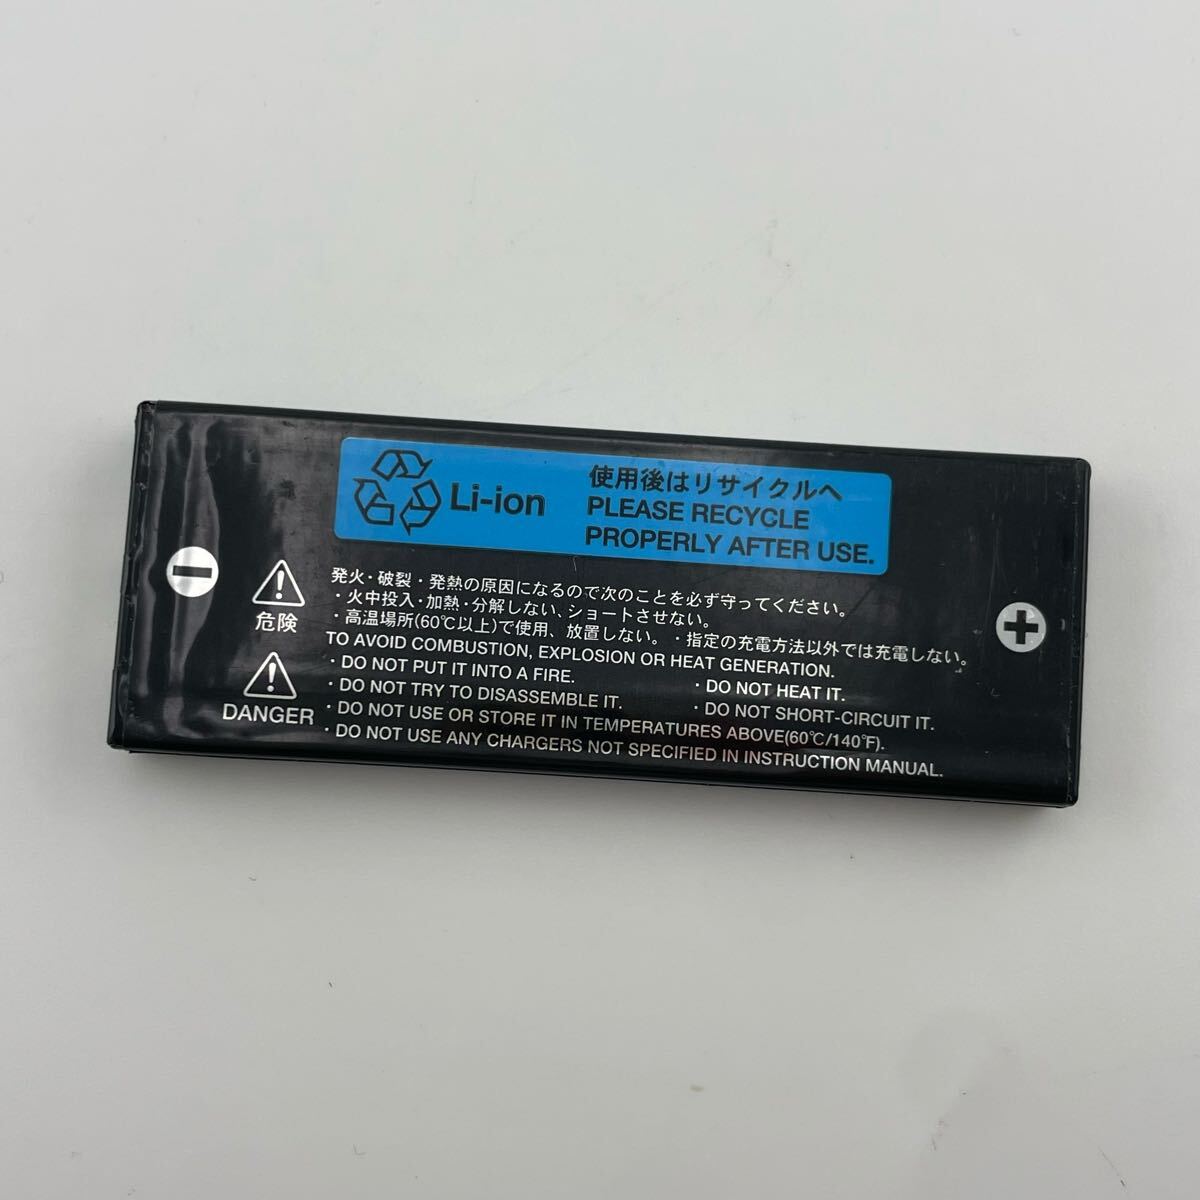 Li-ion
使用後はリサイクルへ
PLEASE RECYCLE
PROPERLY AFTER USE.
危険
発火・破裂・発熱の原因になるので次のことを必ず守ってください。
・火中投入・加熱・分解しない、ショートさせない。
・高温場所(60℃以上)で使用、放置しない。・指定の充電方法以外では充電しない。
DANGER
TO AVOID COMBUSTION, EXPLOSION OR HEAT GENERATION.
・DO NOT PUT IT INTO A FIRE. ・DO NOT HEAT IT.
・DO NOT TRY TO DISASSEMBLE IT. ・DO NOT SHORT-CIRCUIT IT.
・DO NOT USE OR STORE IT IN TEMPERATURES ABOVE(60℃/140℉).
・DO NOT USE ANY CHARGERS NOT SPECIFIED IN INSTRUCTION MANUAL.